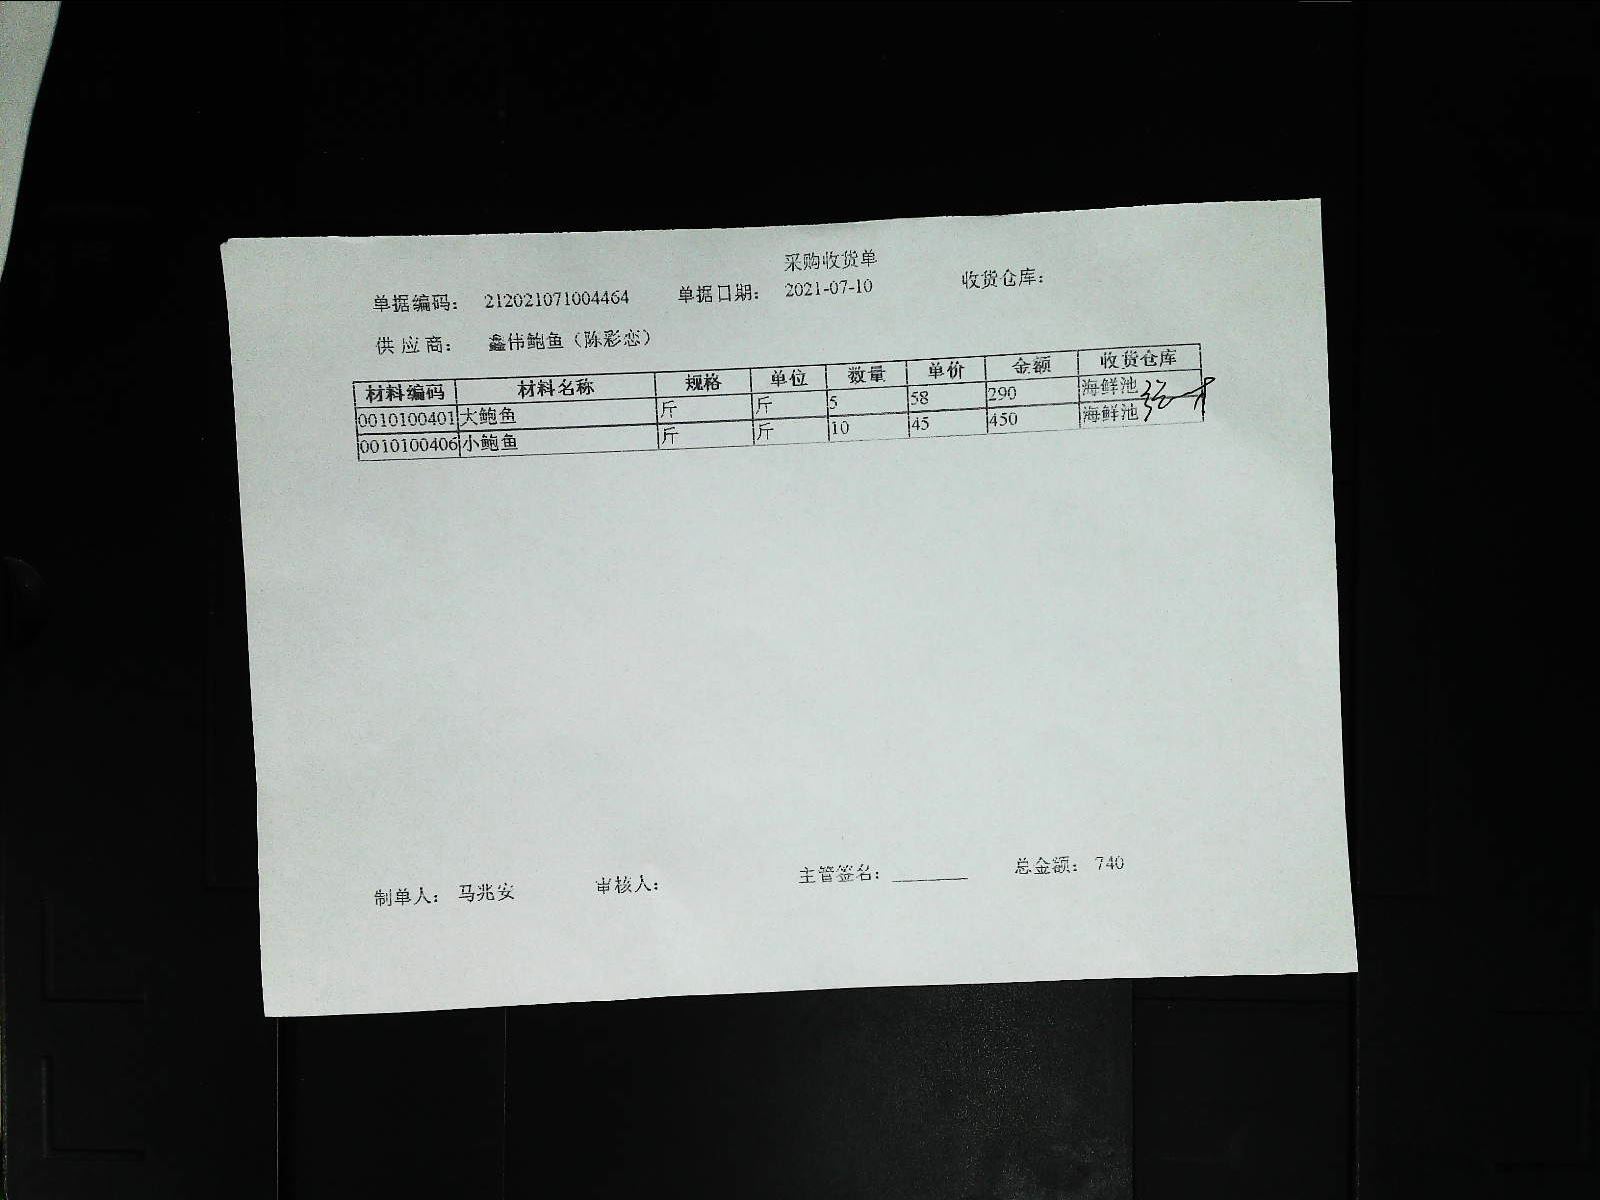 采购收货单
单据编码： 212021071004464 单据日期： 2021-07-10 收货仓库：
供应商： 鑫伟鲍鱼（陈彩恋）
材料编码 材料名称 规格 单位 数量 单价 金额 收货仓库
0010100401 大鲍鱼 斤 斤 5 58 290 海鲜池
0010100406 小鲍鱼 斤 斤 10 45 450 海鲜池
制单人： 马兆安 审核人： 主管签名：________ 总金额： 740